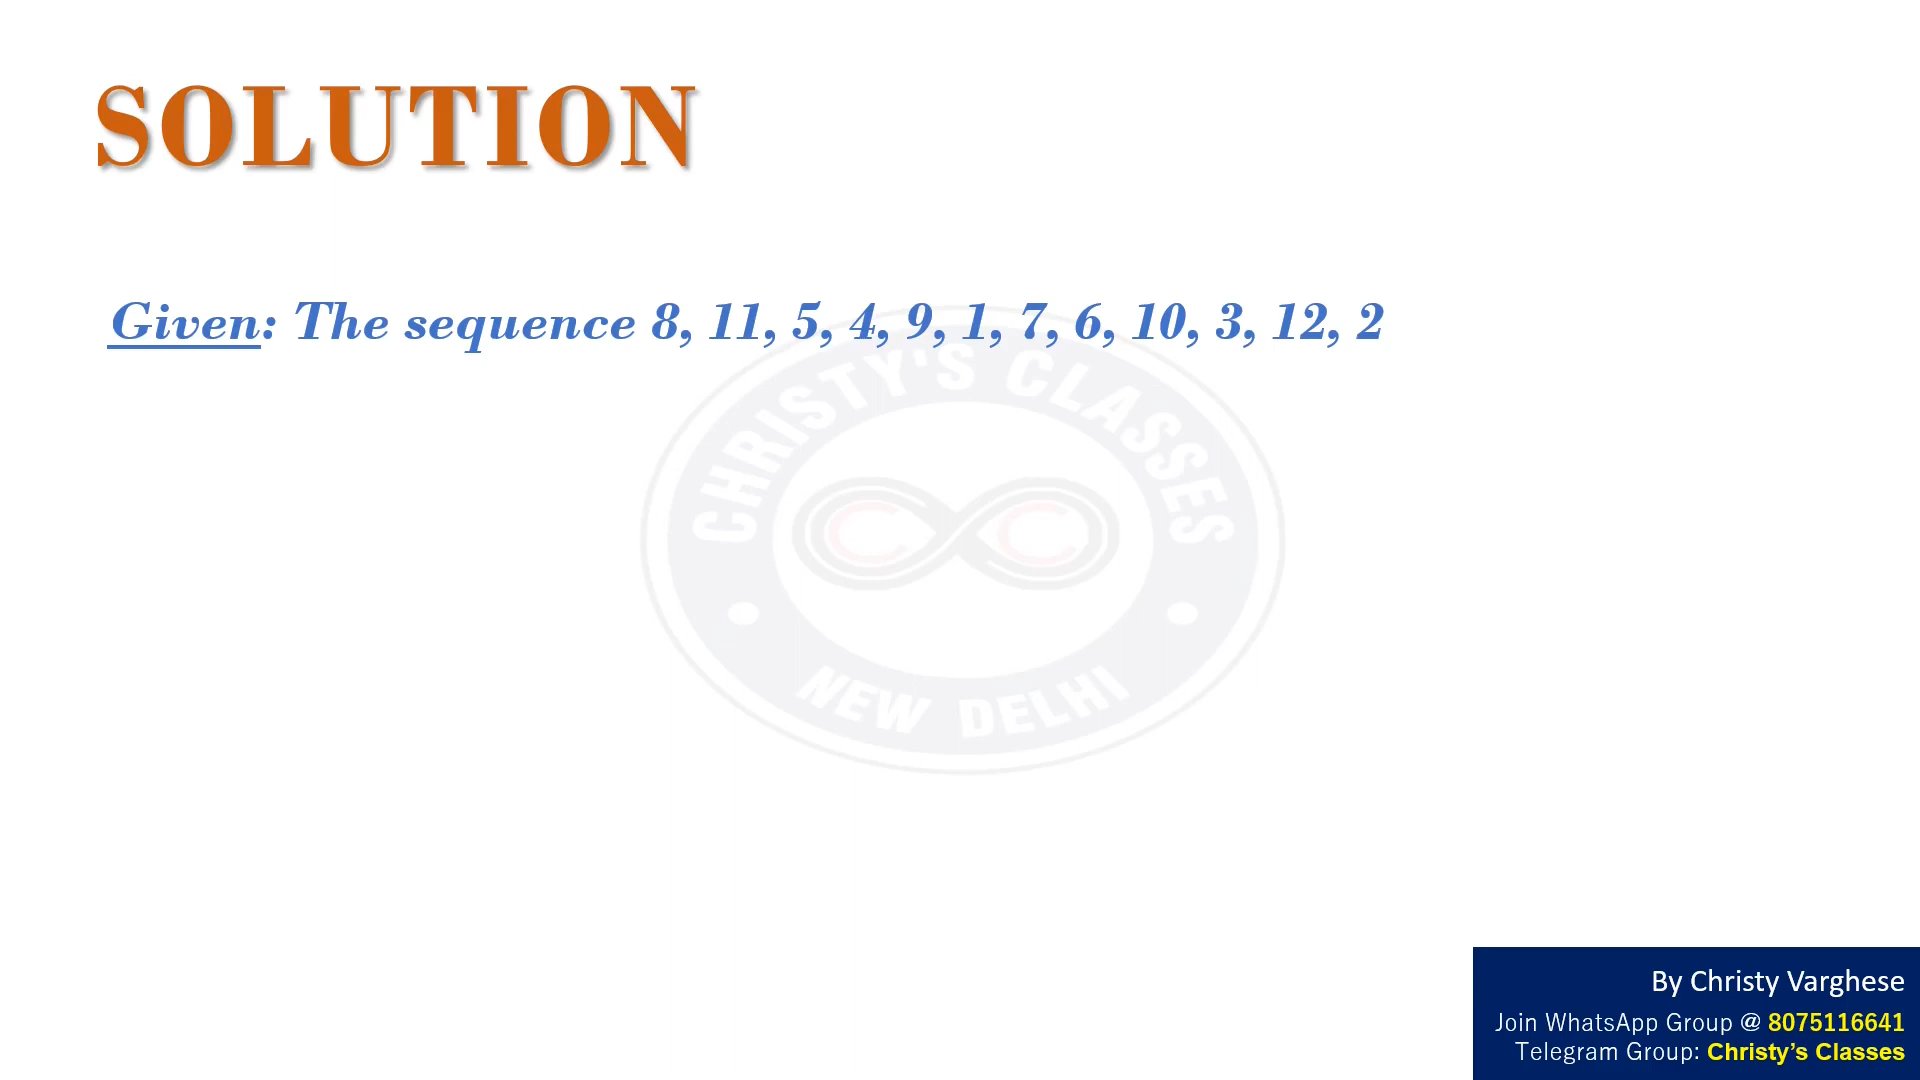 SOLUTION
Given: The sequence 8, 11, 5, 4, 9, 1, 7, 6, 10, 3, 12, 2
CHRISTY'S CLASSES
NEW DELHI
By Christy Varghese
Join WhatsApp Group @ 8075116641
Telegram Group: Christy’s Classes